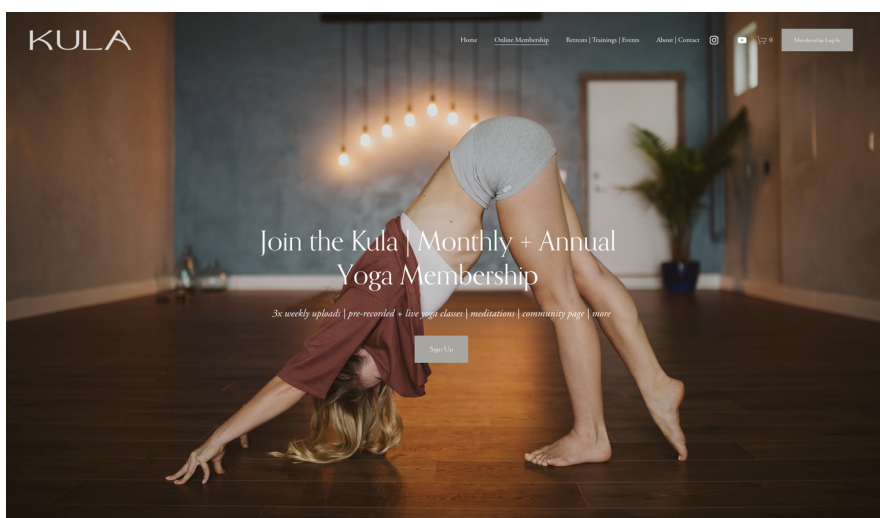 KULA
Home Online Membership Retreats | Trainings | Events About | Contact 0 Membership Log In
Join the Kula | Monthly + Annual
Yoga Membership
3x weekly uploads | pre-recorded + live yoga classes | meditations | community page | more
Sign Up